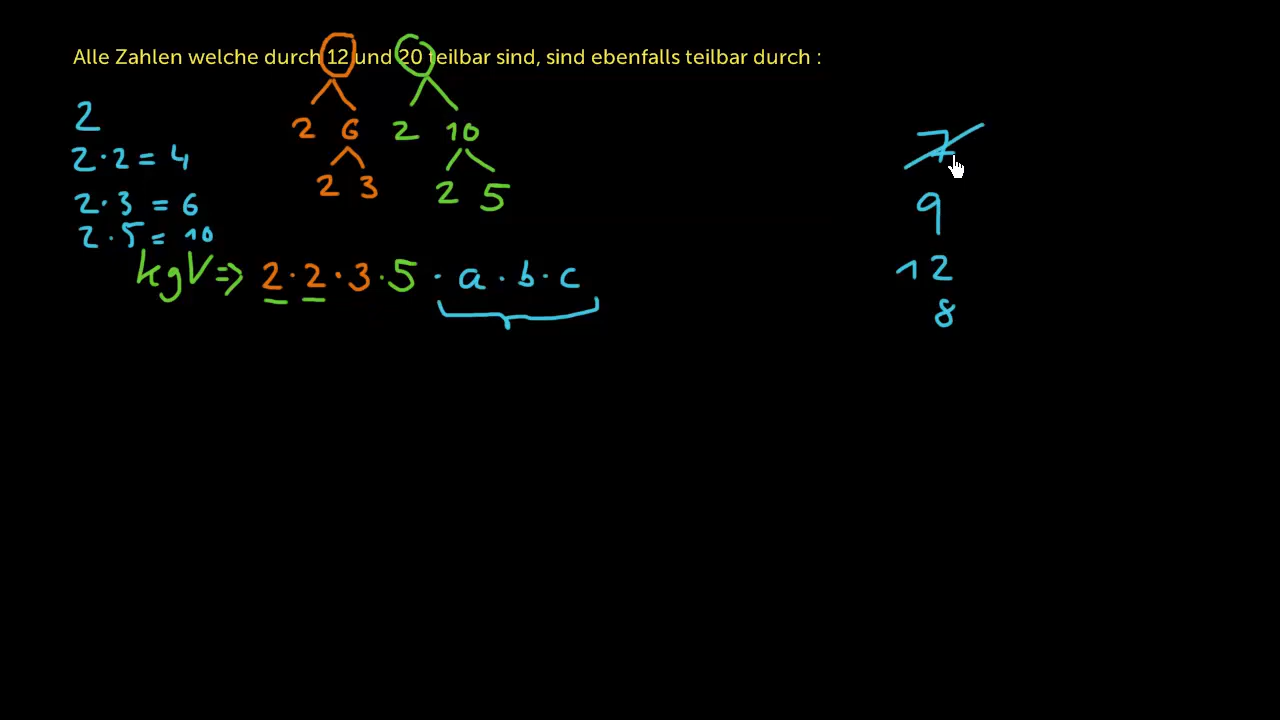 Alle Zahlen welche durch 12 und 20 teilbar sind, sind ebenfalls teilbar durch :
2
2 · 2 = 4
2 · 3 = 6
2 · 5 = 10
2 6
2 3
2 10
2 5
kgV => 2 · 2 · 3 · 5 · a · b · c
7
9
12
8